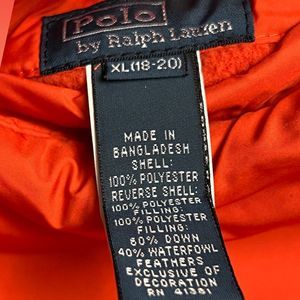 Polo
by Ralph Lauren
XL(18-20)
MADE IN
BANGLADESH
SHELL:
100% POLYESTER
REVERSE SHELL:
100% POLYESTER
FILLING:
100% POLYESTER
FILLING:
60% DOWN
40% WATERFOWL
FEATHERS
EXCLUSIVE OF
DECORATION
RN 41381